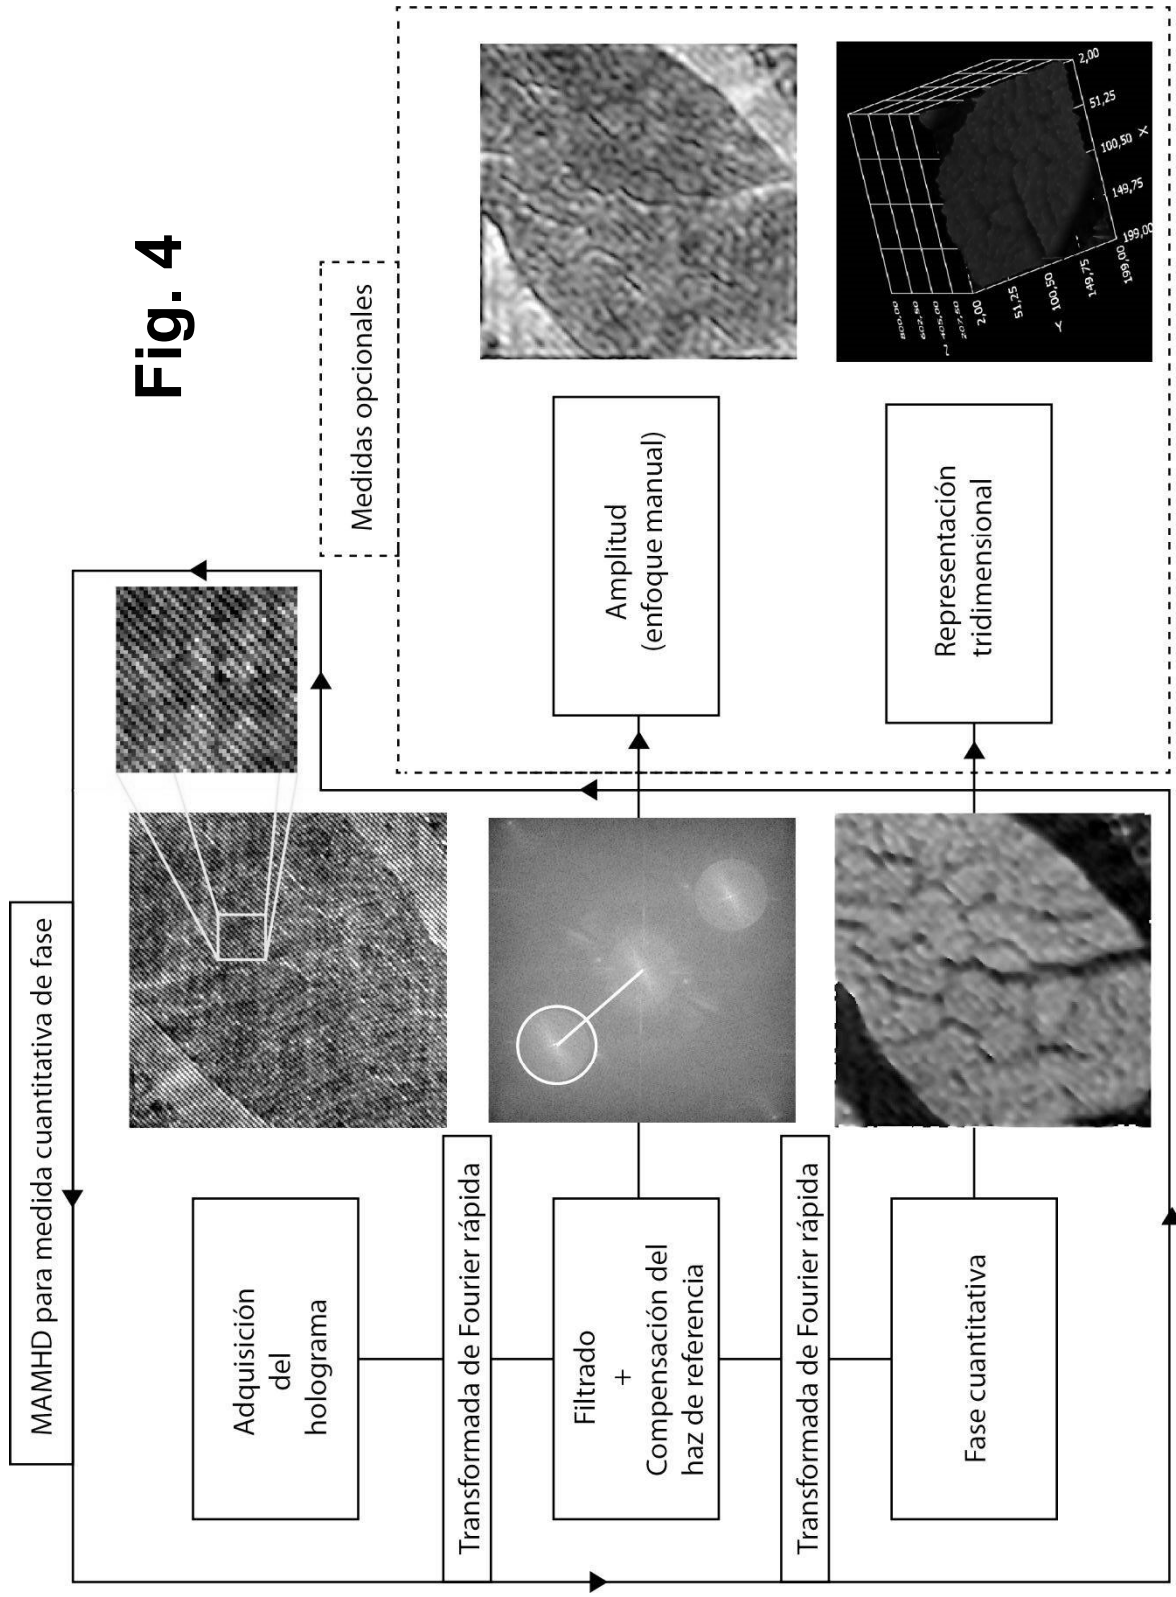 Fig. 4
MAMHD para medida cuantitativa de fase
Adquisición
del
holograma
Transformada de Fourier rápida
Filtrado
+
Compensación del
haz de referencia
Transformada de Fourier rápida
Fase cuantitativa
Medidas opcionales
Amplitud
(enfoque manual)
Representación
tridimensional
800,00
602,50
405,00
207,50
Z
2,00
51,25
100,50
149,75
199,00
Y
199,00
149,75
100,50
51,25
2,00
X